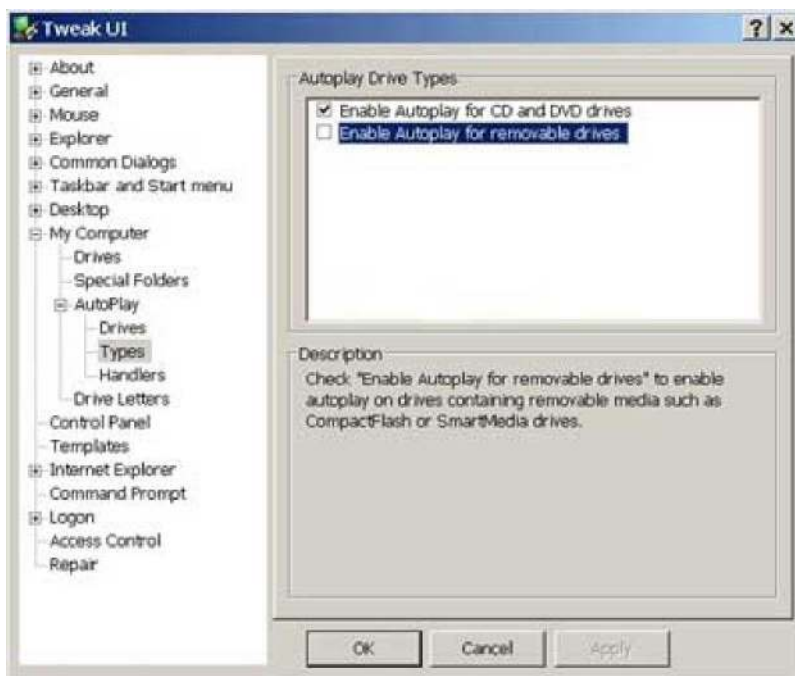 Tweak UI
About
General
Mouse
Explorer
Common Dialogs
Taskbar and Start menu
Desktop
My Computer
Drives
Special Folders
AutoPlay
Drives
Types
Handlers
Drive Letters
Control Panel
Templates
Internet Explorer
Command Prompt
Logon
Access Control
Repair
Autoplay Drive Types
Enable Autoplay for CD and DVD drives
Enable Autoplay for removable drives
Description
Check "Enable Autoplay for removable drives" to enable
autoplay on drives containing removable media such as
CompactFlash or SmartMedia drives.
OK
Cancel
Apply